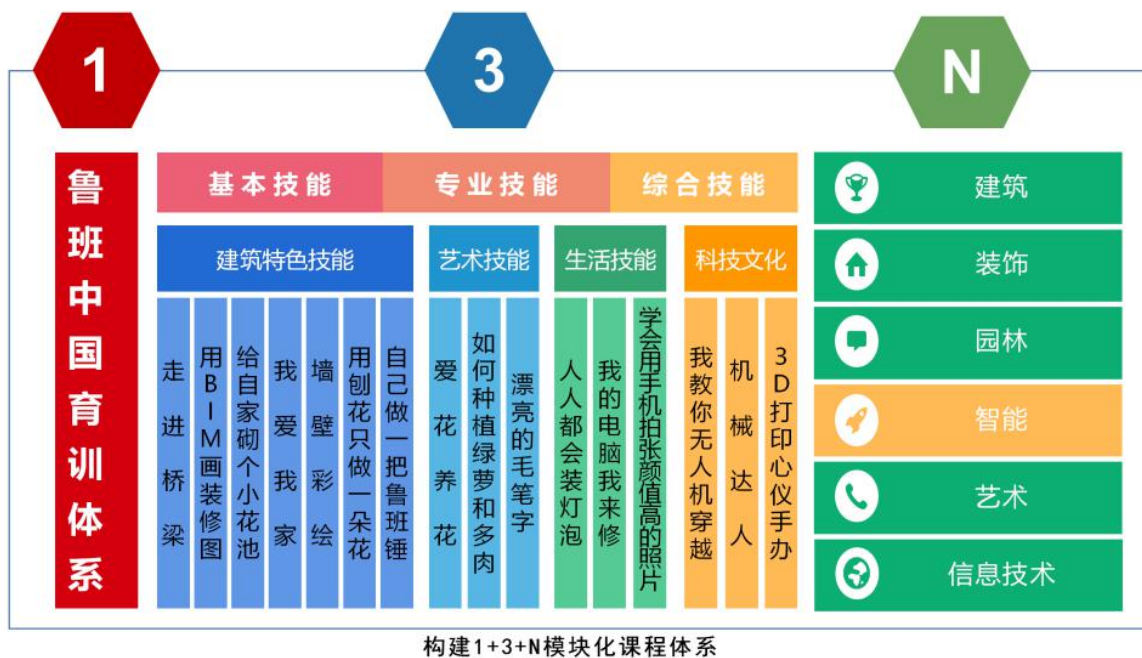 1
3
N
鲁班中国育训体系
基本技能
专业技能
综合技能
建筑特色技能
走进桥梁
用BIM画装修图
给自家砌个小花池
我爱我家
墙壁彩绘
用刨花只做一朵花
自己做一把鲁班锤
艺术技能
爱花养花
如何种植绿萝和多肉
漂亮的毛笔字
生活技能
人人都会装灯泡
我的电脑我来修
学会用手机拍张颜值高的照片
科技文化
我教你无人机穿越
机械达人
3D打印心仪手办
建筑
装饰
园林
智能
艺术
信息技术
构建1+3+N模块化课程体系